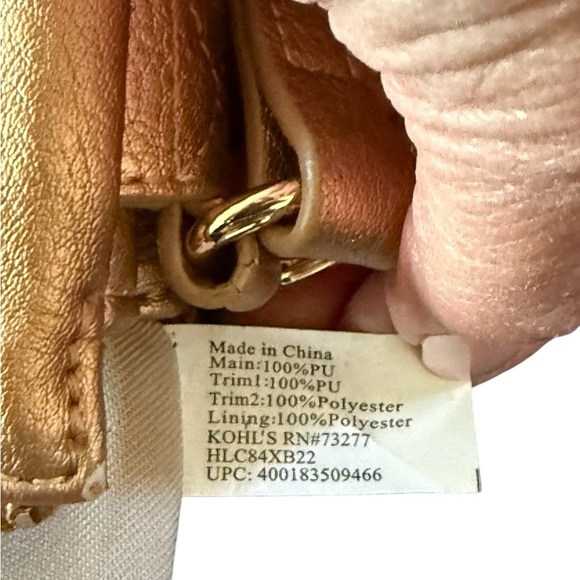 Made in China
Main:100%PU
Trim1:100%PU
Trim2:100%Polyester
Lining:100%Polyester
KOHL'S RN#73277
HLC84XB22
UPC: 400183509466